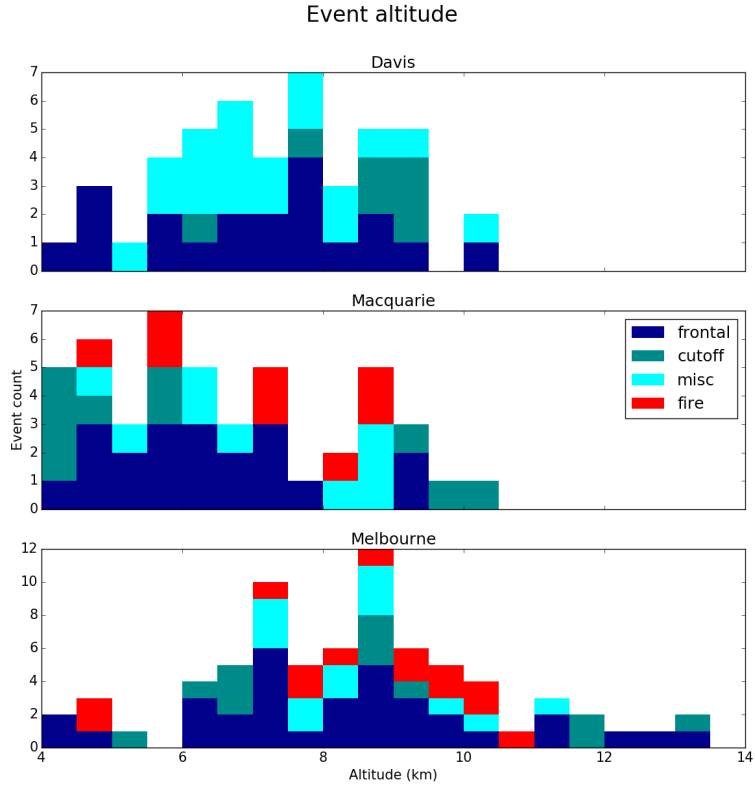 Event altitude
Davis
7
6
5
4
3
2
1
0
Macquarie
7
6
5
4
3
2
1
0
Event count
frontal
cutoff
misc
fire
Melbourne
12
10
8
6
4
2
0
4 6 8 10 12 14
Altitude (km)